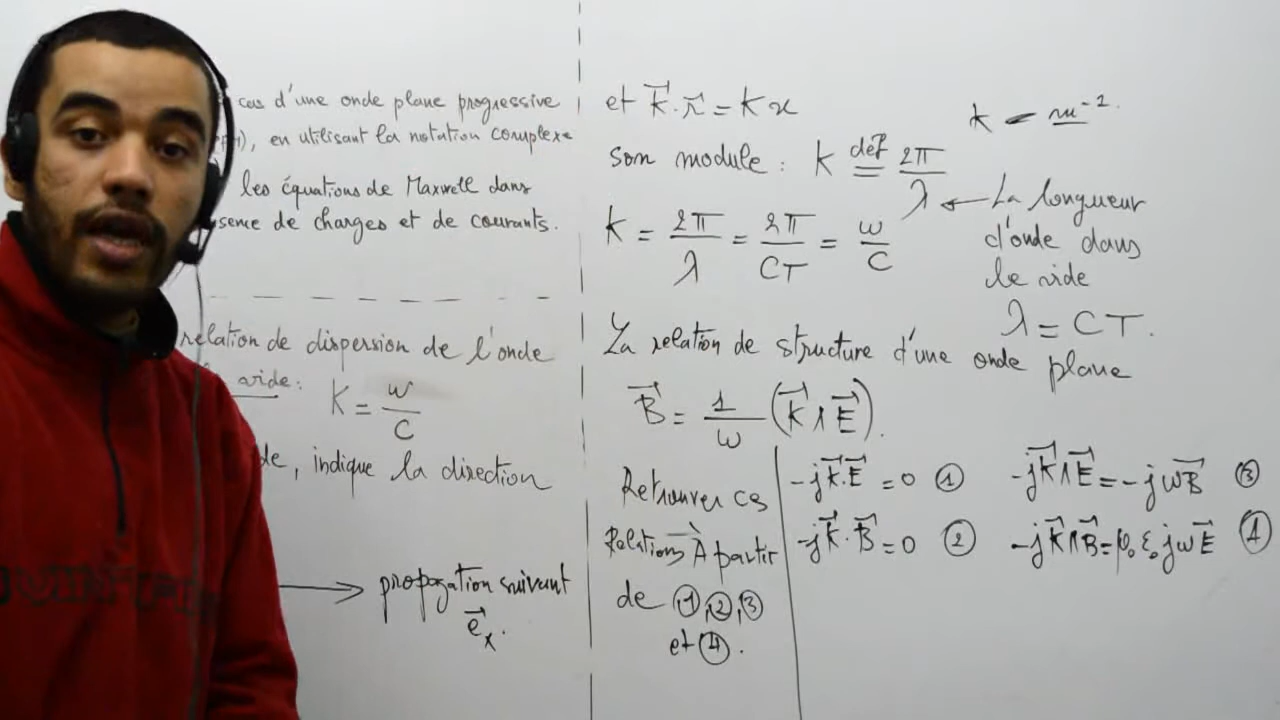 cas d'une onde plane progressive
), en utilisant la notation complexe
les équations de Maxwell dans
sence de charges et de courants.
relation de dispersion de l'onde
vide :
K = w/C
de, indique la direction
propagation suivant
e⃗x.
et k⃗.r⃗ = kx
k — m⁻¹.
son module : k déf= 2π/λ
← La longueur
d'onde dans
le vide
λ = CT.
k = 2π/λ = 2π/CT = w/C
La relation de structure d'une onde plane
B⃗ = 1/w (k⃗ ∧ E⃗).
Retrouver ces
Relations À partir
de ①,②,③
et ④.
-jk⃗.E⃗ = 0 ①
-jk⃗∧E⃗ = -jwB⃗ ③
-jk⃗.B⃗ = 0 ②
-jk⃗∧B⃗ = μ₀ε₀jwE⃗ ④